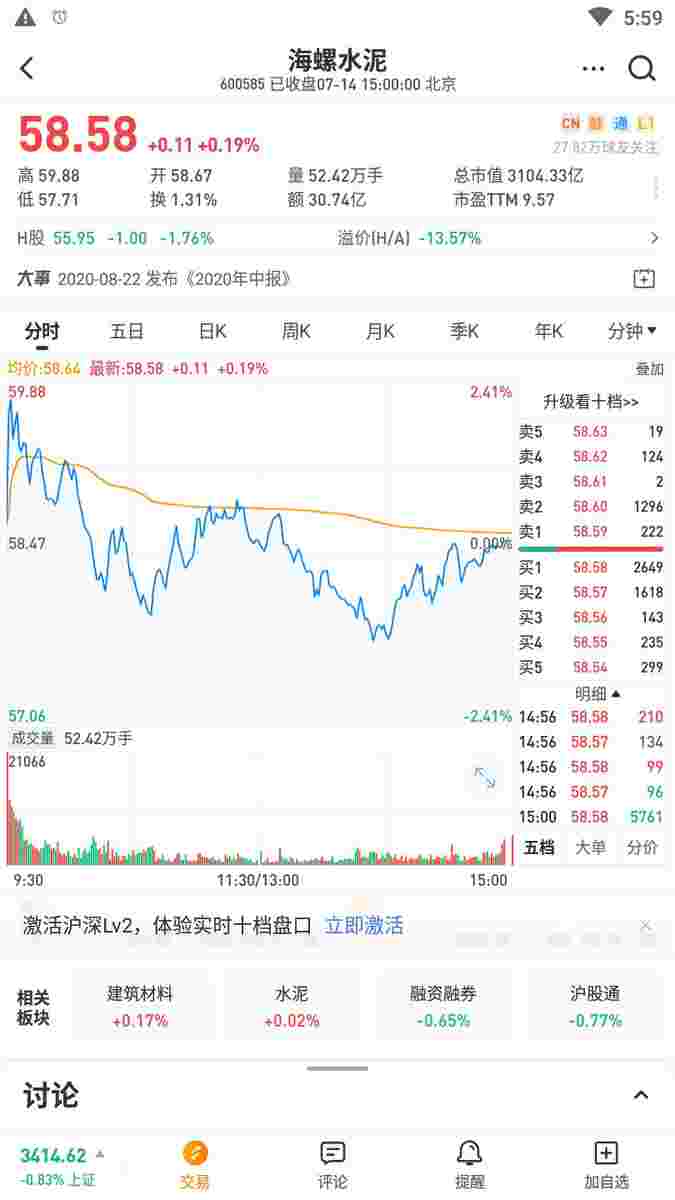 5:59
海螺水泥
600585 已收盘07-14 15:00:00 北京
58.58 +0.11 +0.19%
CN 融 通 L1
27.82万球友关注
高 59.88 开 58.67 量 52.42万手 总市值 3104.33亿
低 57.71 换 1.31% 额 30.74亿 市盈TTM 9.57
H股 55.95 -1.00 -1.76% 溢价(H/A) -13.57%
大事 2020-08-22 发布《2020年中报》
分时 五日 日K 周K 月K 季K 年K 分钟
均价:58.64 最新:58.58 +0.11 +0.19% 叠加
59.88 2.41%
58.47 0.00%
57.06 -2.41%
成交量 52.42万手
21066
9:30 11:30/13:00 15:00
升级看十档>>
卖5 58.63 19
卖4 58.62 124
卖3 58.61 2
卖2 58.60 1296
卖1 58.59 222
买1 58.58 2649
买2 58.57 1618
买3 58.56 143
买4 58.55 235
买5 58.54 299
明细
14:56 58.58 210
14:56 58.57 134
14:56 58.58 99
14:56 58.57 96
15:00 58.58 5761
五档 大单 分价
激活沪深Lv2，体验实时十档盘口 立即激活
相关板块
建筑材料 水泥 融资融券 沪股通
+0.17% +0.02% -0.65% -0.77%
讨论
3414.62
-0.83% 上证
交易 评论 提醒 加自选